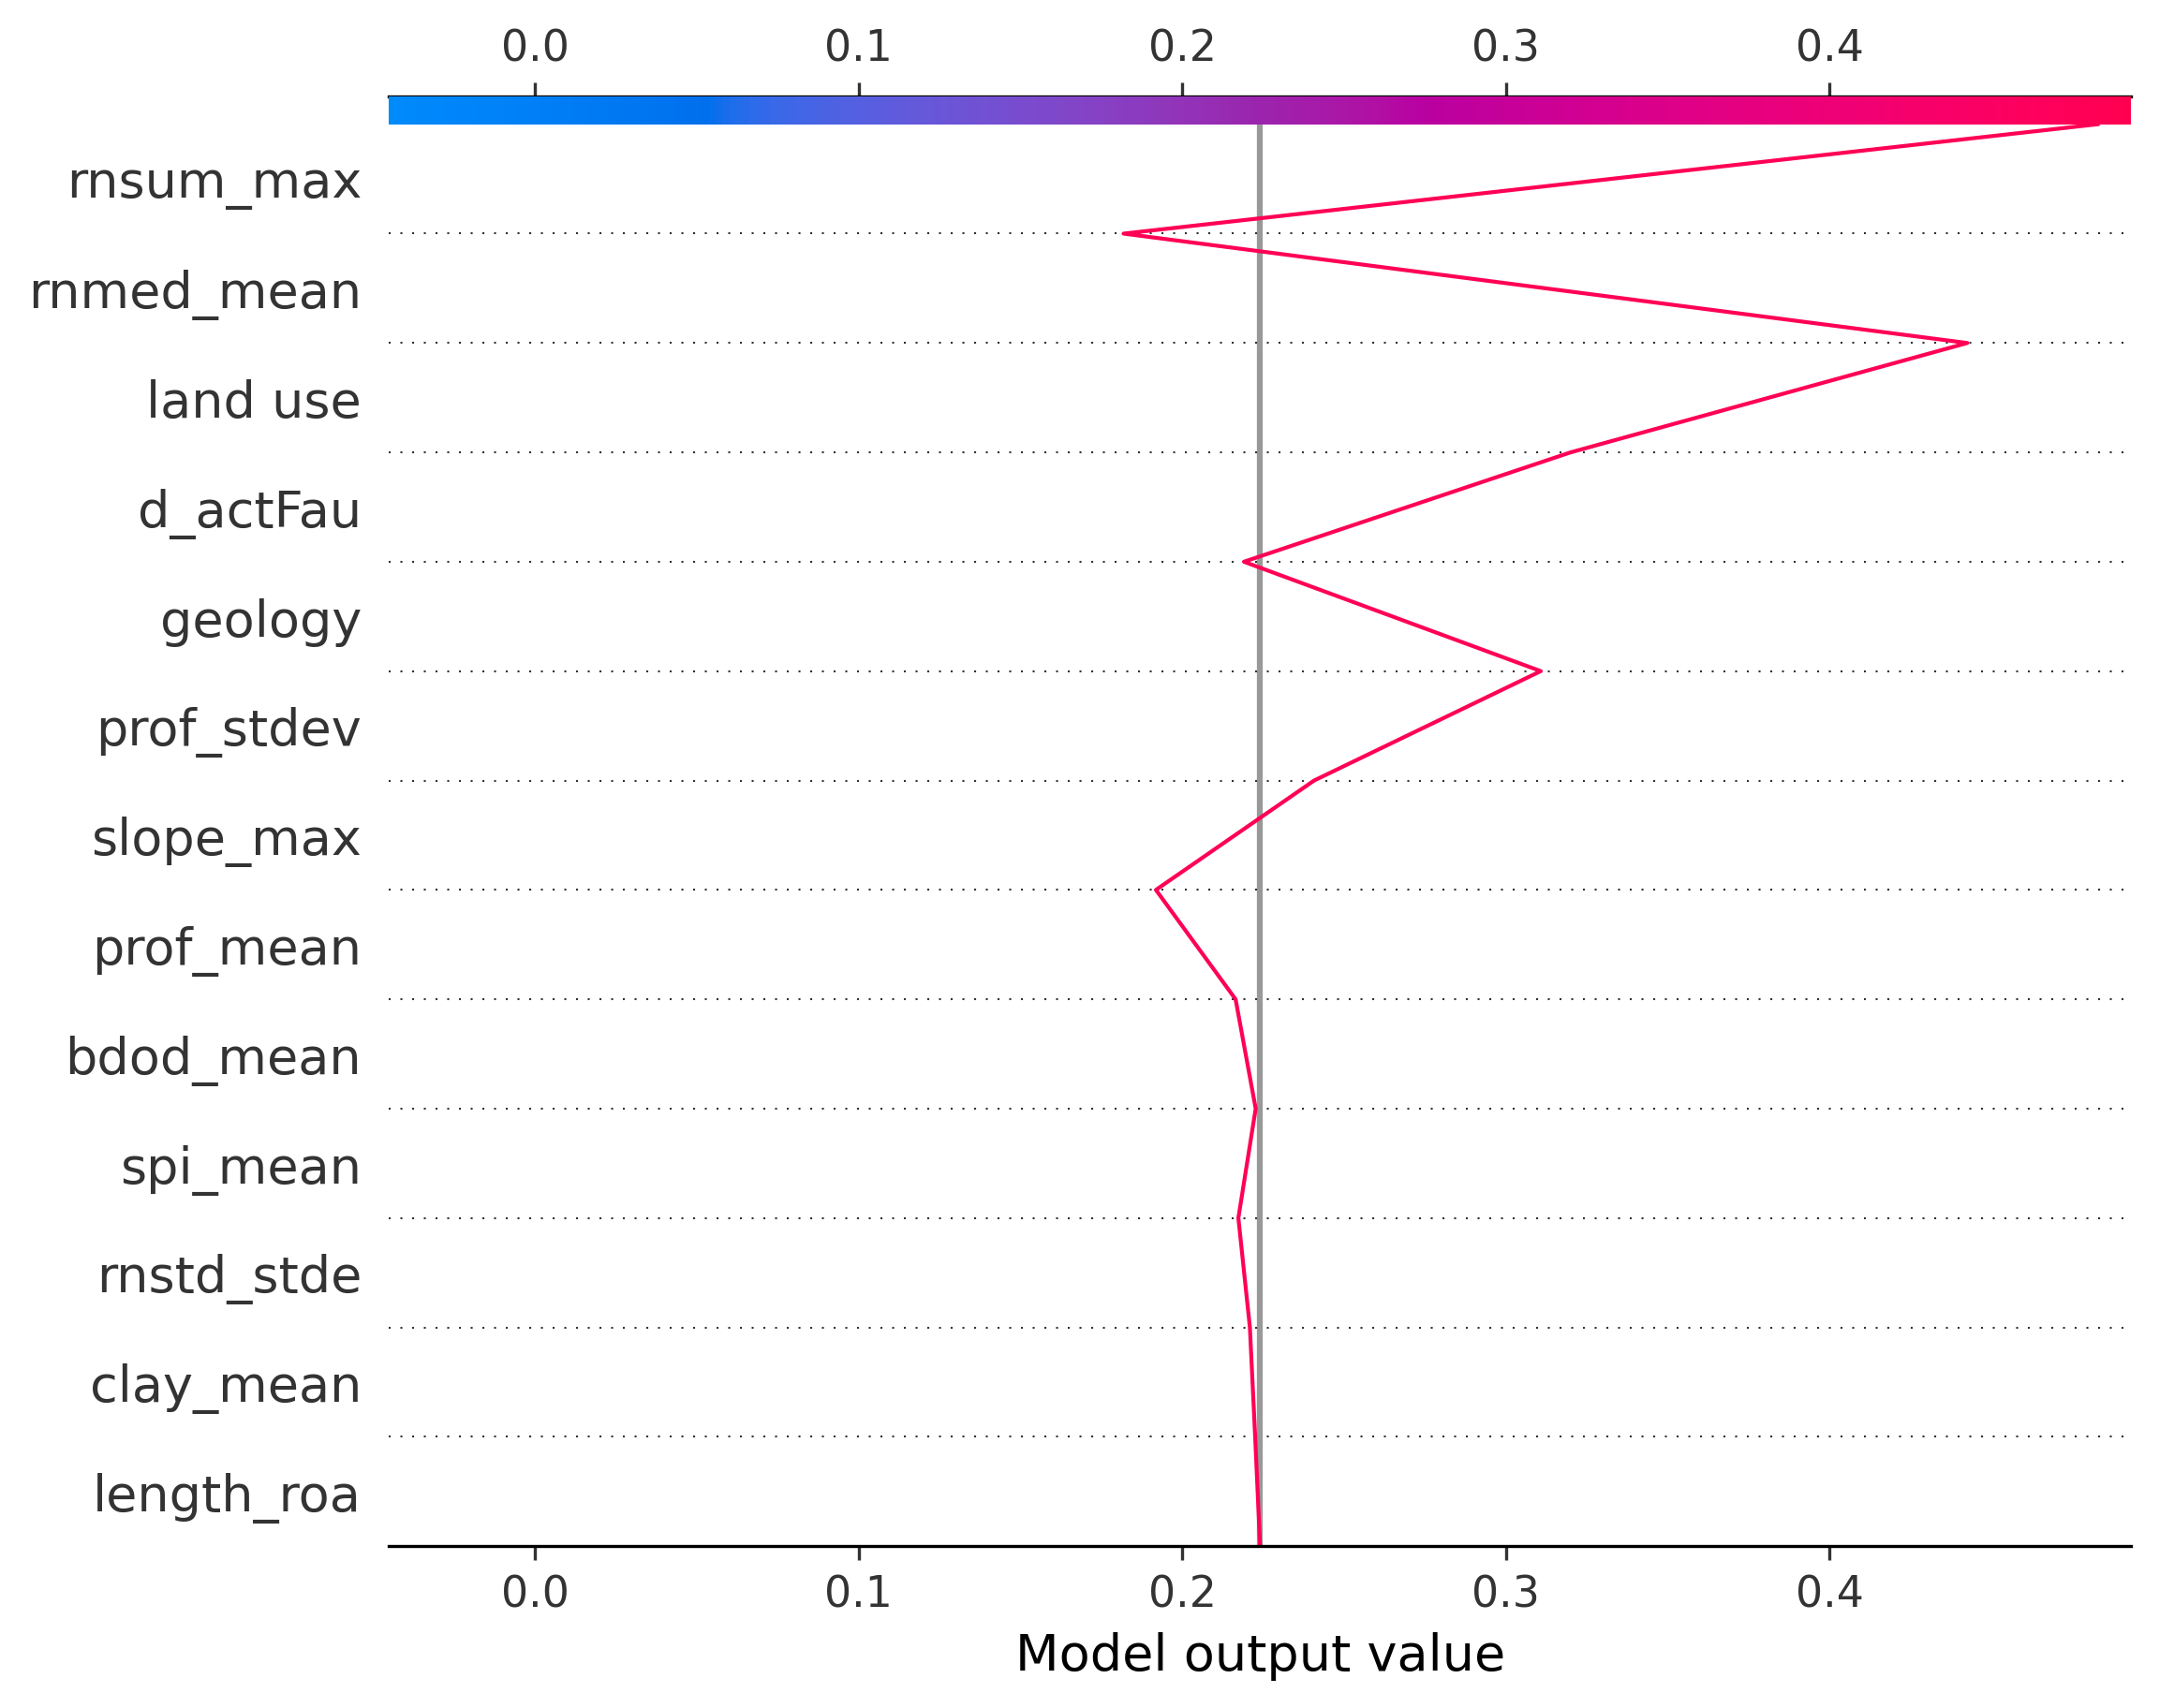 0.0 0.1 0.2 0.3 0.4
rnsum_max
rnmed_mean
land use
d_actFau
geology
prof_stdev
slope_max
prof_mean
bdod_mean
spi_mean
rnstd_stde
clay_mean
length_roa
0.0 0.1 0.2 0.3 0.4
Model output value